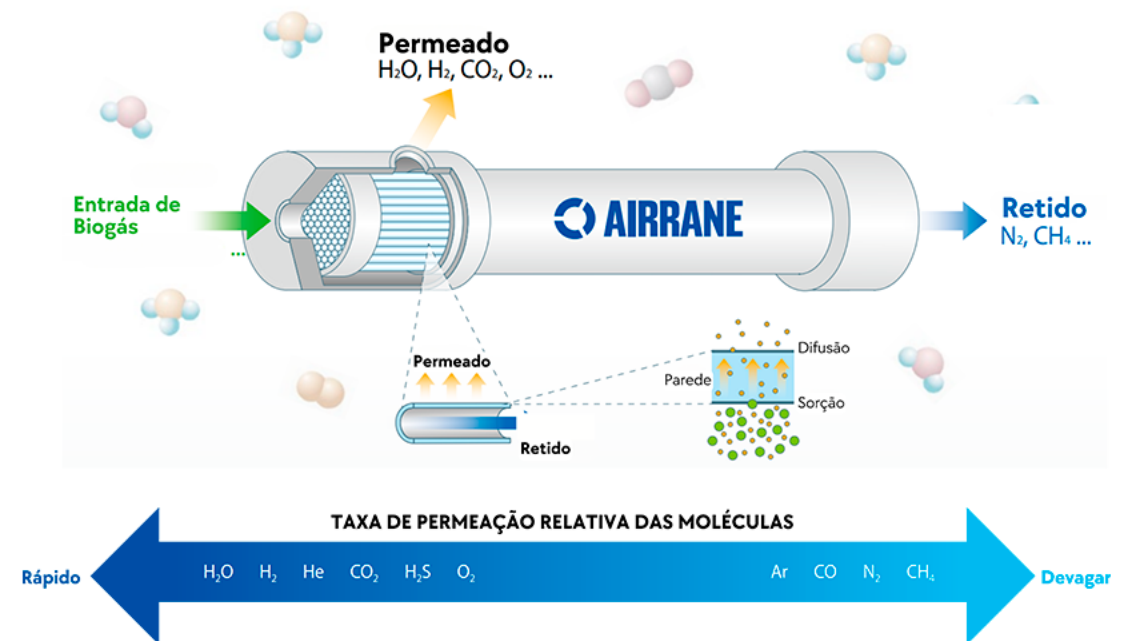 Permeado
H₂O, H₂, CO₂, O₂ ...
Entrada de
Biogás
...
AIRRANE
Retido
N₂, CH₄ ...
Permeado
Retido
Parede
Difusão
Sorção
TAXA DE PERMEAÇÃO RELATIVA DAS MOLÉCULAS
Rápido
H₂O H₂ He CO₂ H₂S O₂ Ar CO N₂ CH₄
Devagar